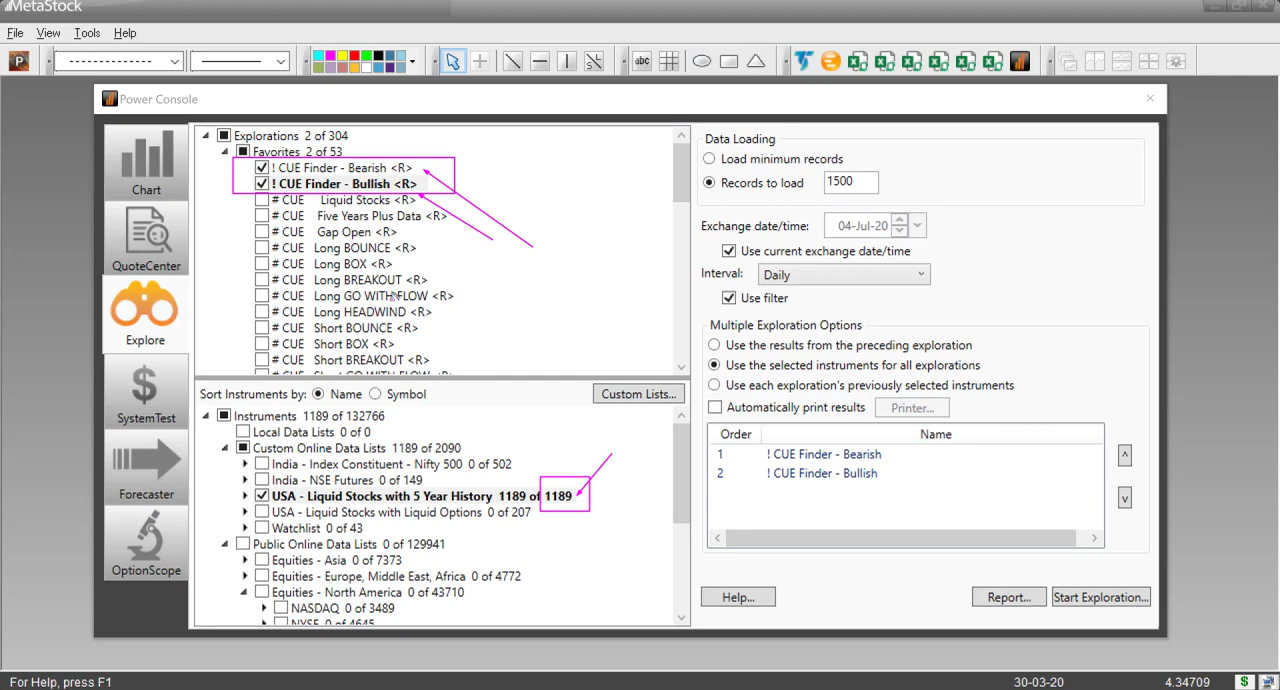 MetaStock
File View Tools Help
P
abc
Power Console
Chart
QuoteCenter
Explore
SystemTest
Forecaster
OptionScope
Explorations 2 of 304
Favorites 2 of 53
! CUE Finder - Bearish <R>
! CUE Finder - Bullish <R>
# CUE Liquid Stocks <R>
# CUE Five Years Plus Data <R>
# CUE Gap Open <R>
# CUE Long BOUNCE <R>
# CUE Long BOX <R>
# CUE Long BREAKOUT <R>
# CUE Long GO WITH FLOW <R>
# CUE Long HEADWIND <R>
# CUE Short BOUNCE <R>
# CUE Short BOX <R>
# CUE Short BREAKOUT <R>
# CUE Short GO WITH FLOW <R>
Sort Instruments by: Name Symbol Custom Lists...
Instruments 1189 of 132766
Local Data Lists 0 of 0
Custom Online Data Lists 1189 of 2090
India - Index Constituent - Nifty 500 0 of 502
India - NSE Futures 0 of 149
USA - Liquid Stocks with 5 Year History 1189 of 1189
USA - Liquid Stocks with Liquid Options 0 of 207
Watchlist 0 of 43
Public Online Data Lists 0 of 129941
Equities - Asia 0 of 7373
Equities - Europe, Middle East, Africa 0 of 4772
Equities - North America 0 of 43710
NASDAQ 0 of 3489
NYSE 0 of 4645
Data Loading
Load minimum records
Records to load 1500
Exchange date/time: 04-Jul-20
Use current exchange date/time
Interval: Daily
Use filter
Multiple Exploration Options
Use the results from the preceding exploration
Use the selected instruments for all explorations
Use each exploration's previously selected instruments
Automatically print results Printer...
Order Name
1 ! CUE Finder - Bearish
2 ! CUE Finder - Bullish
Help... Report... Start Exploration...
For Help, press F1 30-03-20 4.34709 $